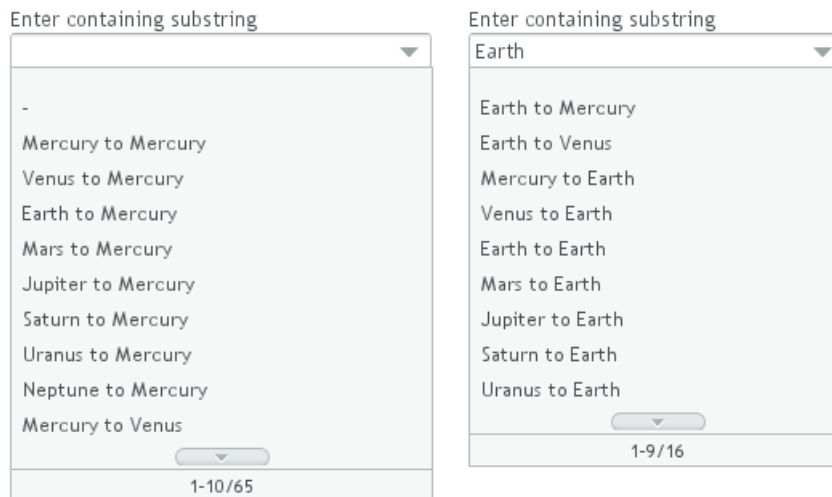 Enter containing substring
-
Mercury to Mercury
Venus to Mercury
Earth to Mercury
Mars to Mercury
Jupiter to Mercury
Saturn to Mercury
Uranus to Mercury
Neptune to Mercury
Mercury to Venus
1-10/65
Enter containing substring
Earth
Earth to Mercury
Earth to Venus
Mercury to Earth
Venus to Earth
Earth to Earth
Mars to Earth
Jupiter to Earth
Saturn to Earth
Uranus to Earth
1-9/16